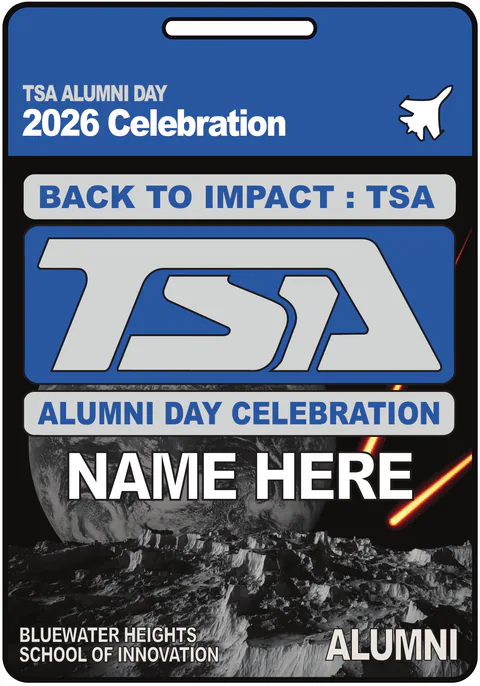 TSA ALUMNI DAY
2026 Celebration
BACK TO IMPACT : TSA
TSA
ALUMNI DAY CELEBRATION
NAME HERE
BLUEWATER HEIGHTS
SCHOOL OF INNOVATION
ALUMNI